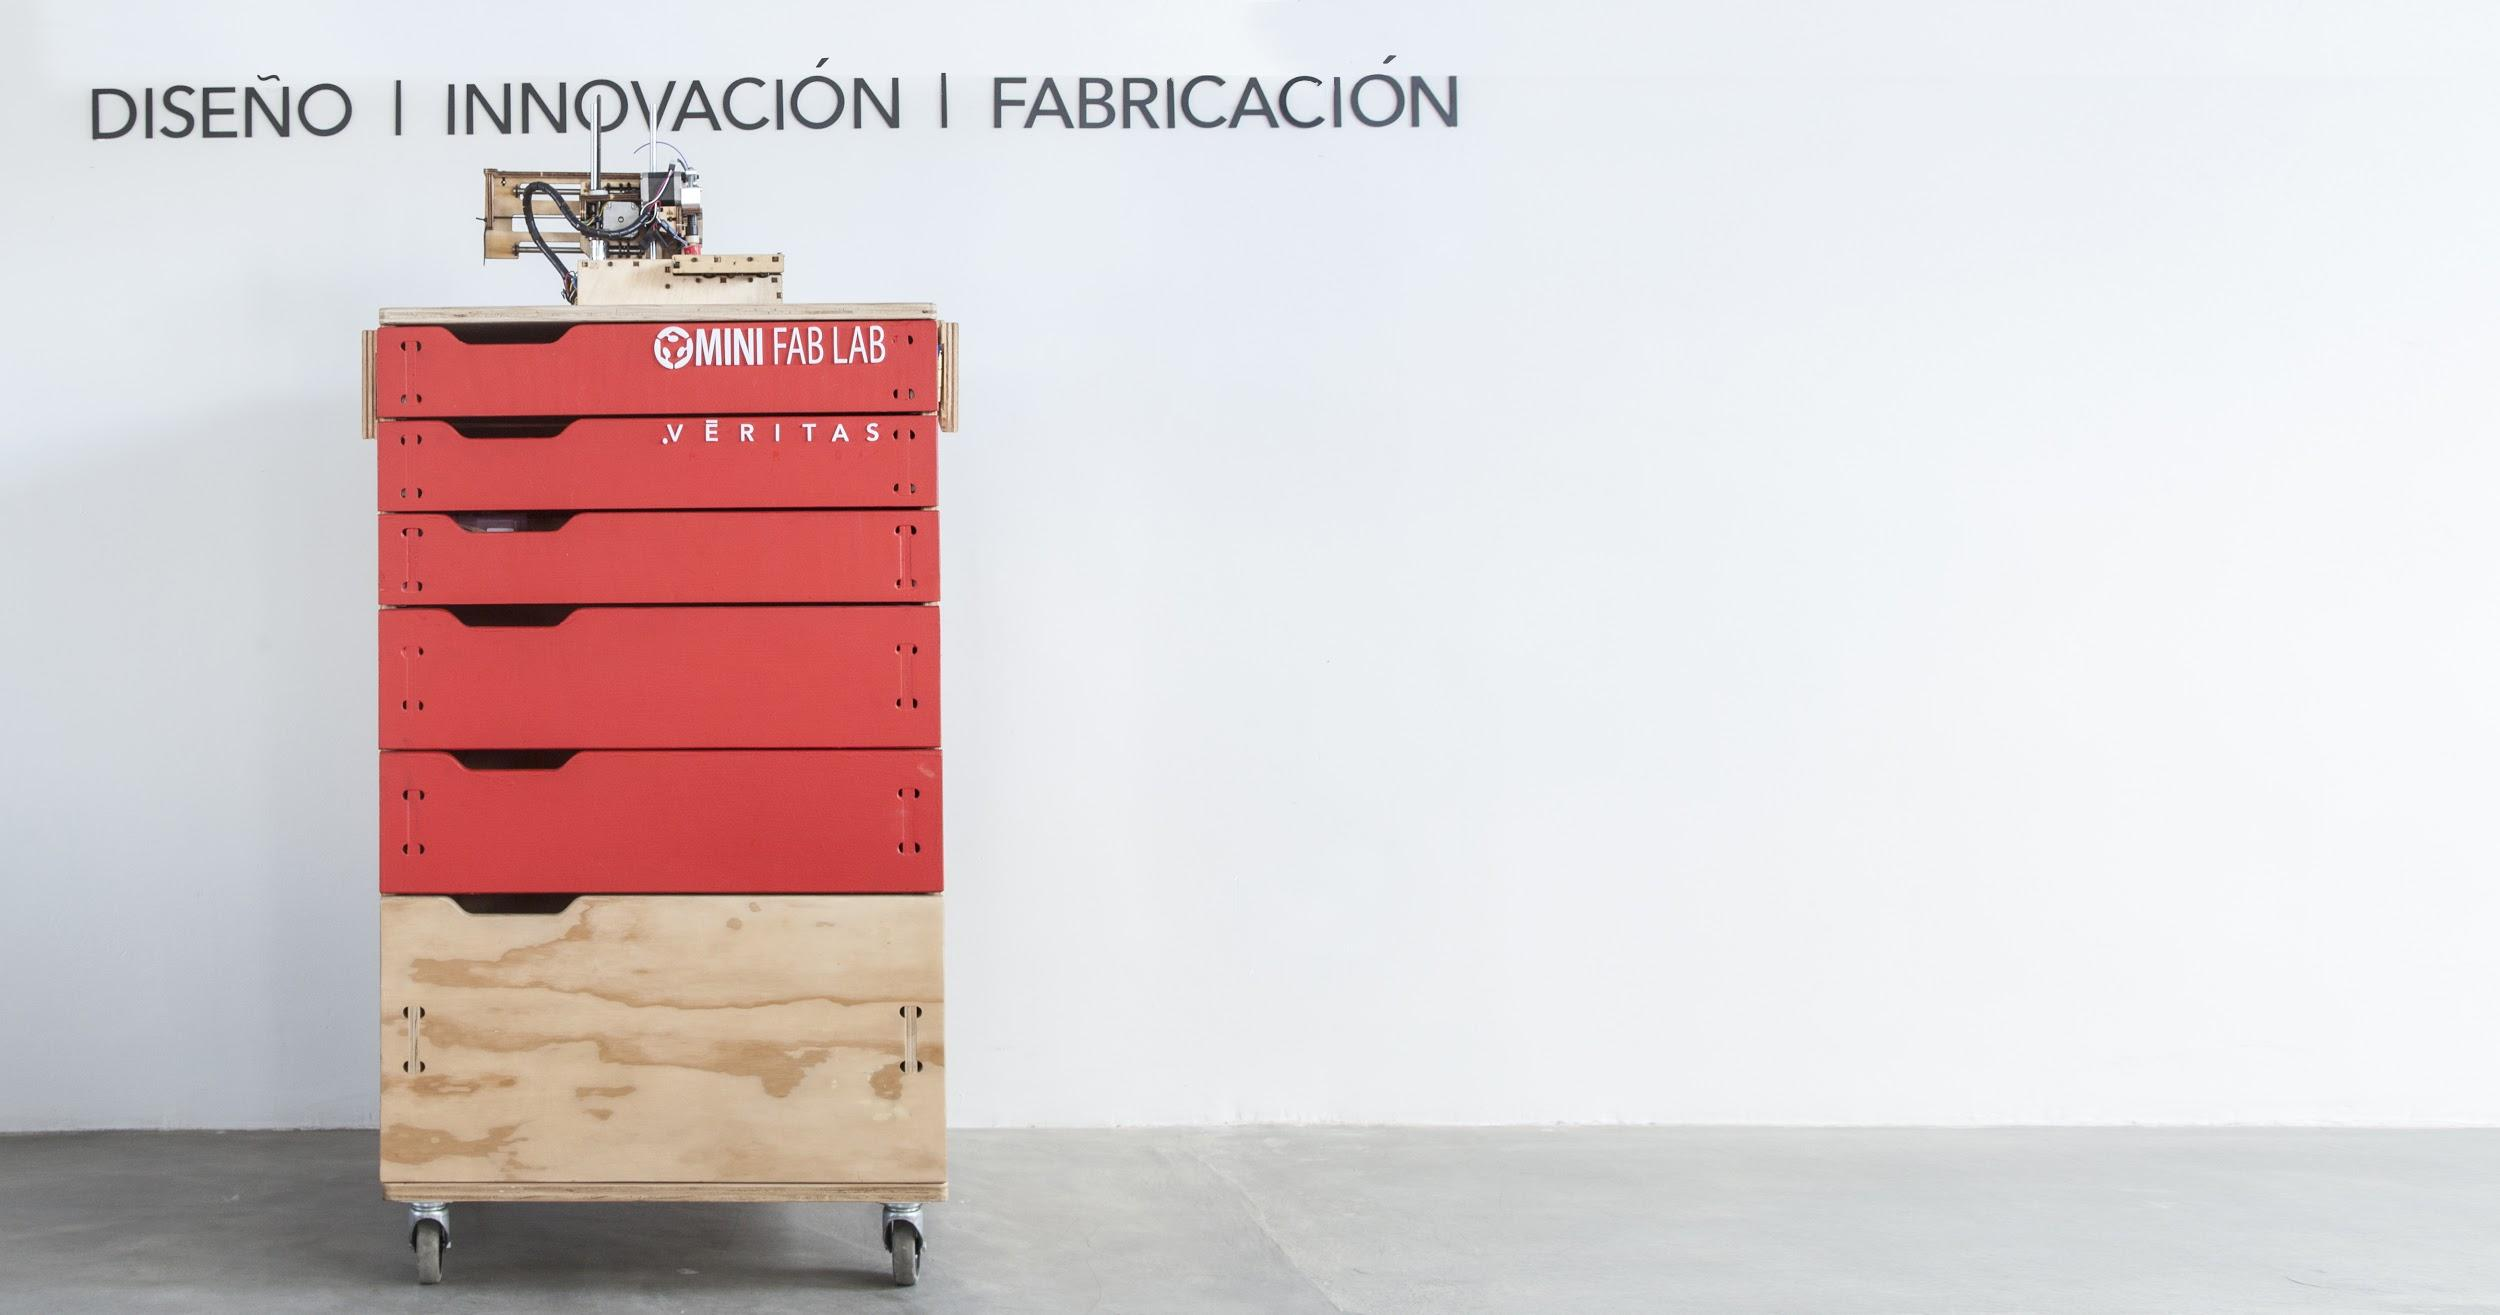 DISEÑO | INNOVACIÓN | FABRICACIÓN
MINI FAB LAB
.VĒRITAS